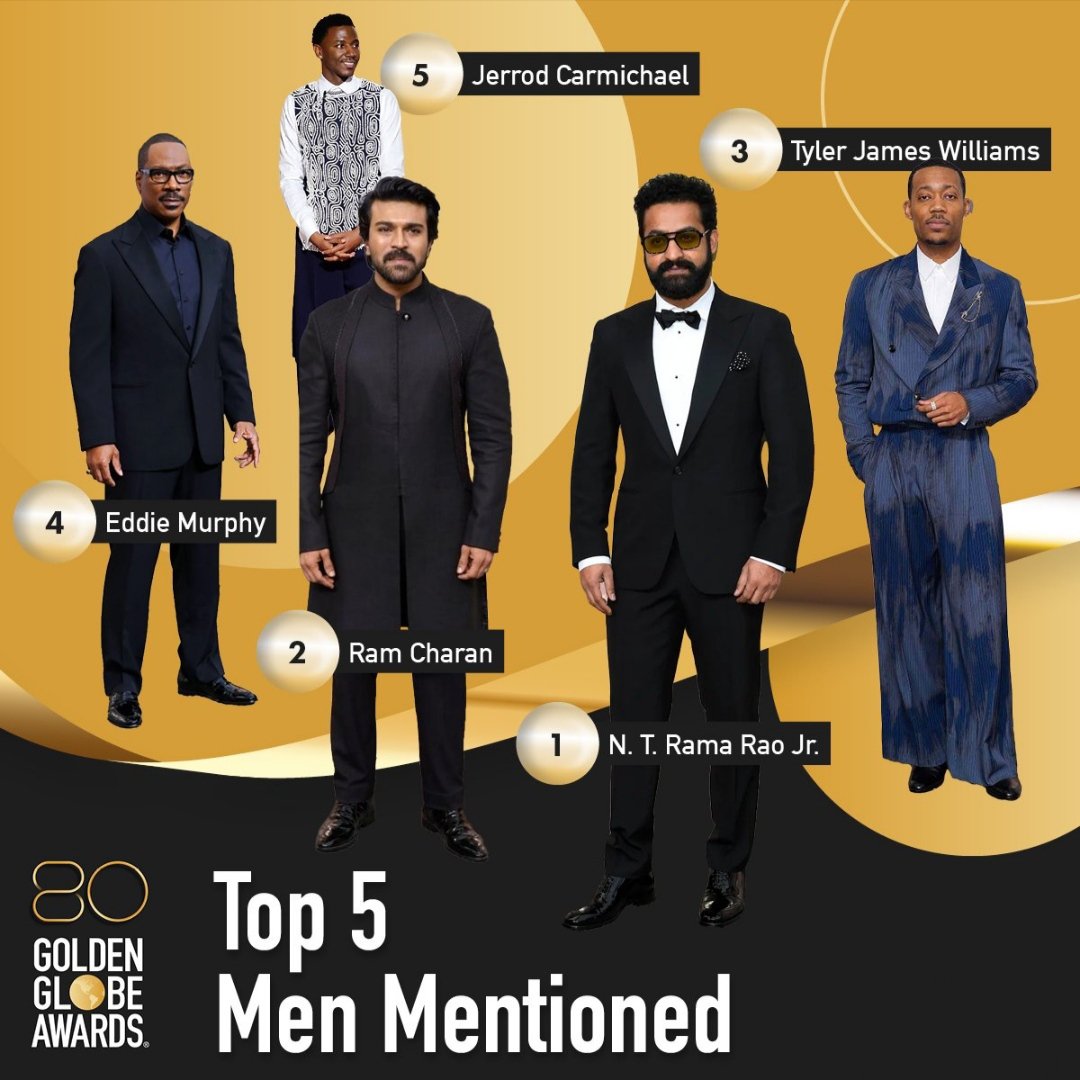 5
Jerrod Carmichael
3
Tyler James Williams
4
Eddie Murphy
2
Ram Charan
1
N. T. Rama Rao Jr.
80
GOLDEN
GLOBE
AWARDS®
Top 5
Men Mentioned